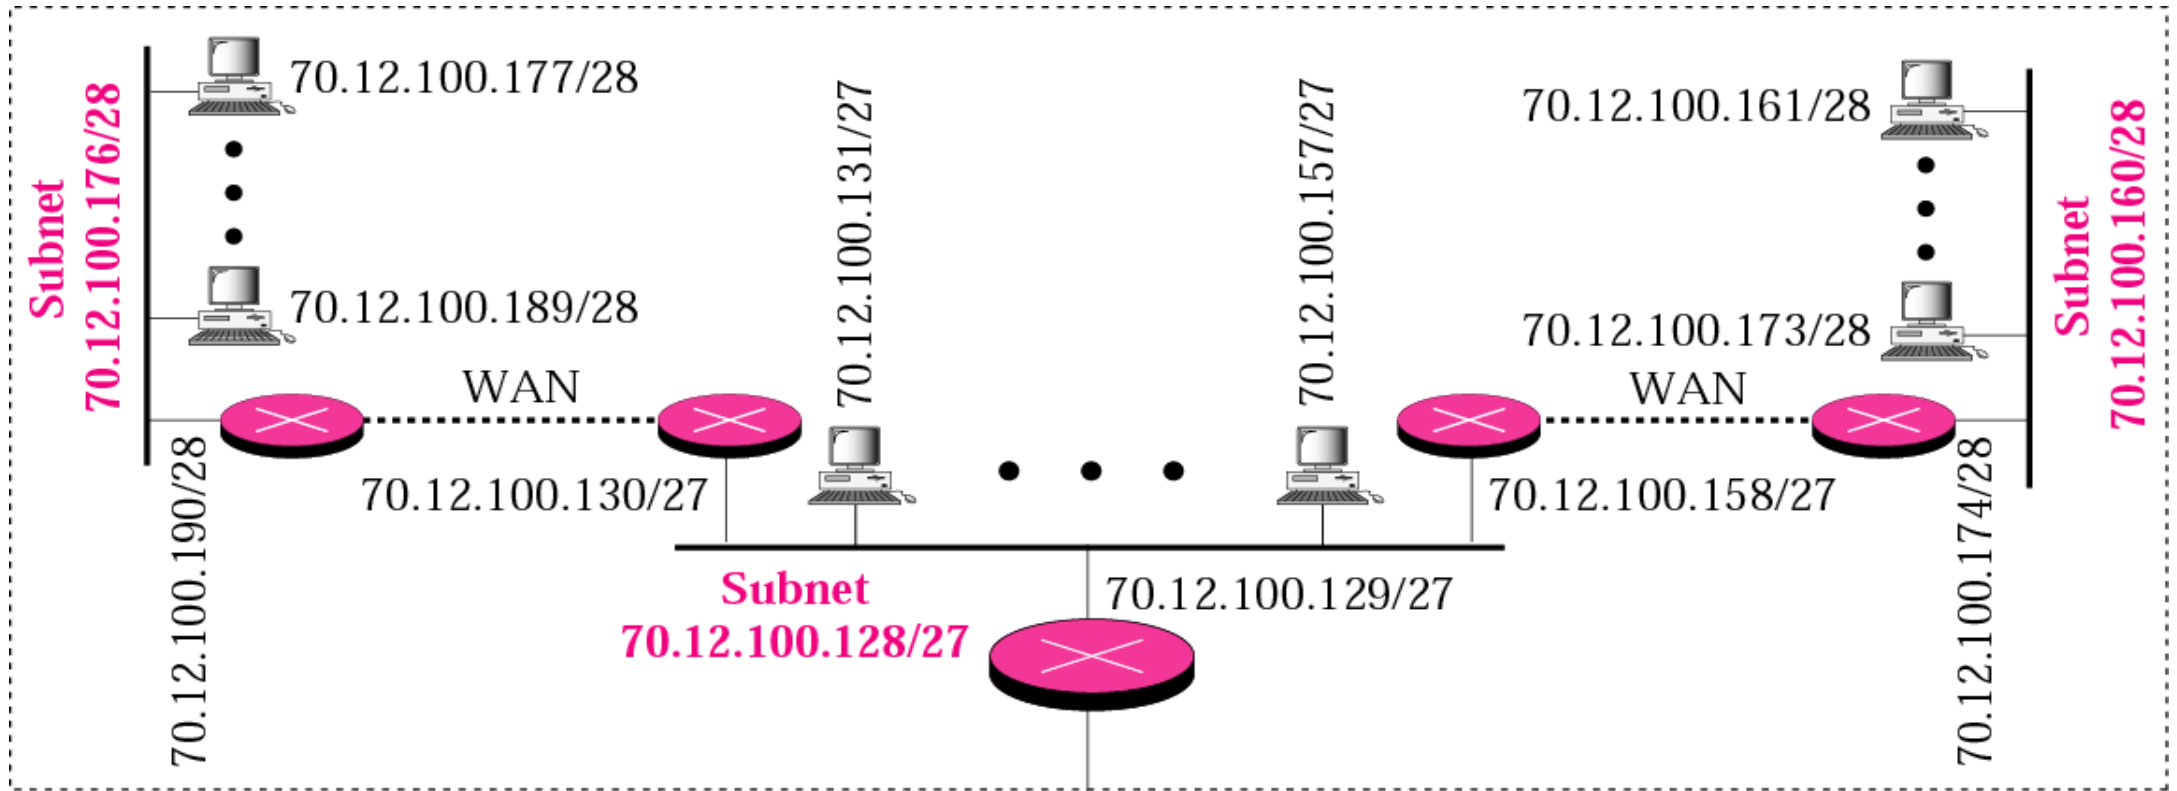 Subnet
70.12.100.176/28
70.12.100.177/28
70.12.100.189/28
70.12.100.190/28
WAN
70.12.100.130/27
70.12.100.131/27
70.12.100.157/27
Subnet
70.12.100.128/27
70.12.100.129/27
70.12.100.158/27
WAN
70.12.100.161/28
70.12.100.173/28
70.12.100.174/28
Subnet
70.12.100.160/28